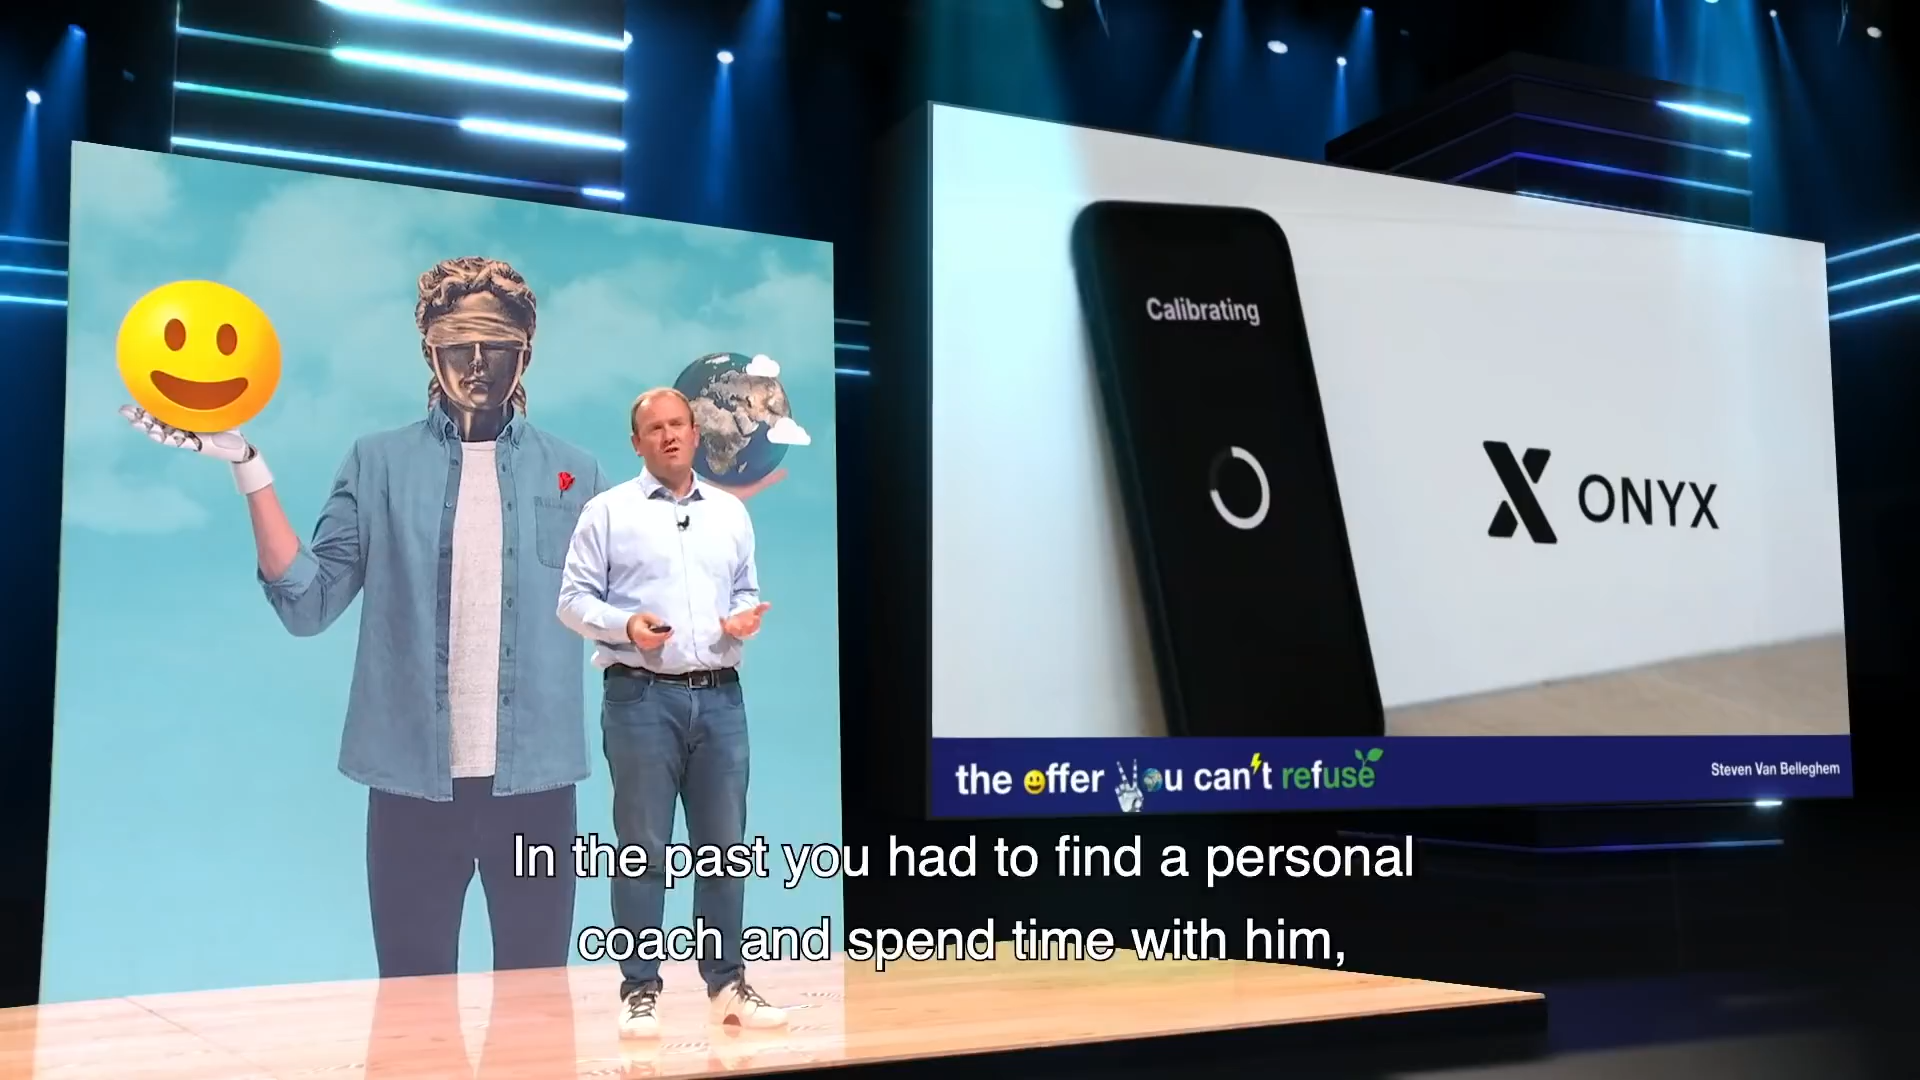 Calibrating
X ONYX
the offer you can't refuse
Steven Van Belleghem
In the past you had to find a personal
coach and spend time with him,